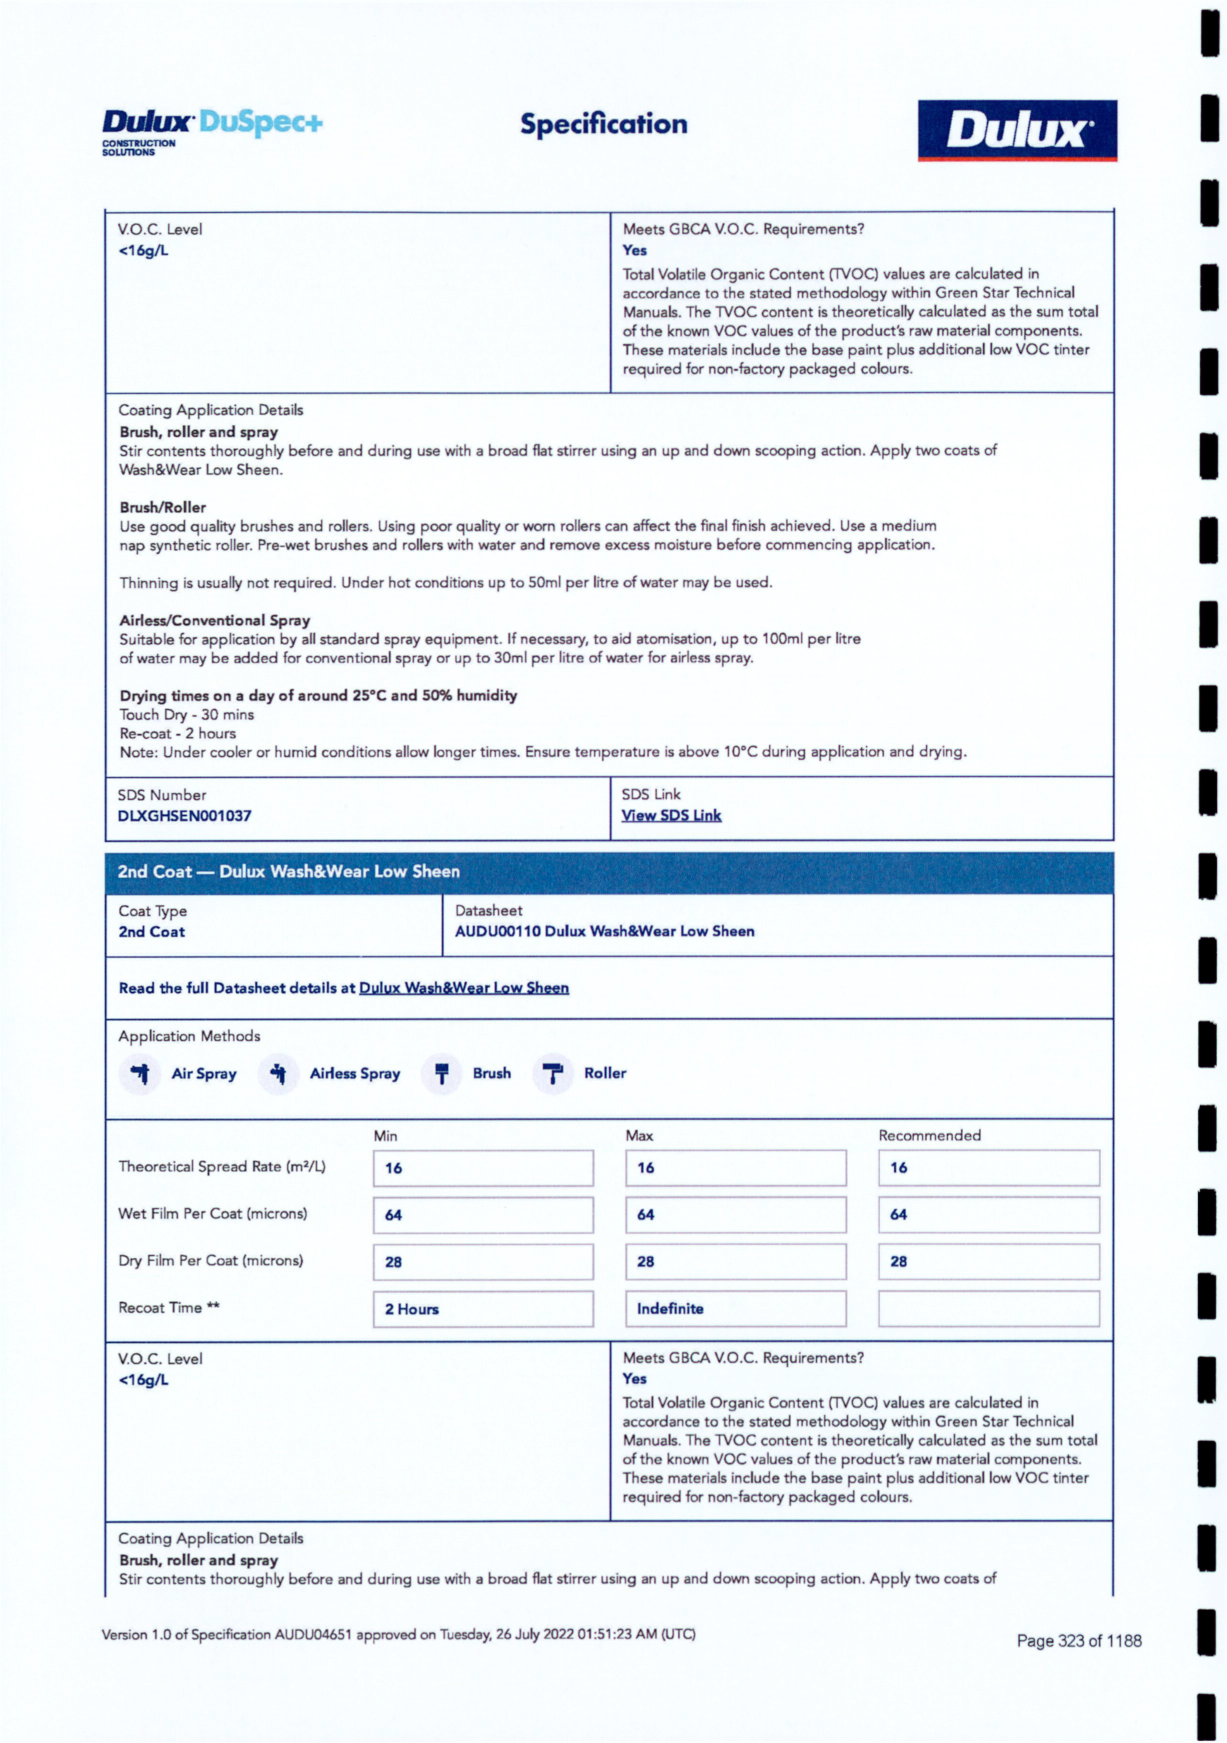 Dulux DuSpec+
CONSTRUCTION
SOLUTIONS
Specification
Dulux
V.O.C. Level
<16g/L
Meets GBCA V.O.C. Requirements?
Yes
Total Volatile Organic Content (TVOC) values are calculated in
accordance to the stated methodology within Green Star Technical
Manuals. The TVOC content is theoretically calculated as the sum total
of the known VOC values of the product's raw material components.
These materials include the base paint plus additional low VOC tinter
required for non-factory packaged colours.
Coating Application Details
Brush, roller and spray
Stir contents thoroughly before and during use with a broad flat stirrer using an up and down scooping action. Apply two coats of
Wash&Wear Low Sheen.
Brush/Roller
Use good quality brushes and rollers. Using poor quality or worn rollers can affect the final finish achieved. Use a medium
nap synthetic roller. Pre-wet brushes and rollers with water and remove excess moisture before commencing application.
Thinning is usually not required. Under hot conditions up to 50ml per litre of water may be used.
Airless/Conventional Spray
Suitable for application by all standard spray equipment. If necessary, to aid atomisation, up to 100ml per litre
of water may be added for conventional spray or up to 30ml per litre of water for airless spray.
Drying times on a day of around 25°C and 50% humidity
Touch Dry - 30 mins
Re-coat - 2 hours
Note: Under cooler or humid conditions allow longer times. Ensure temperature is above 10°C during application and drying.
SDS Number
DLXGHSEN001037
SDS Link
View SDS Link
2nd Coat — Dulux Wash&Wear Low Sheen
Coat Type
2nd Coat
Datasheet
AUDU00110 Dulux Wash&Wear Low Sheen
Read the full Datasheet details at Dulux Wash&Wear Low Sheen
Application Methods
Air Spray Airless Spray Brush Roller
Min Max Recommended
Theoretical Spread Rate (m²/L) 16 16 16
Wet Film Per Coat (microns) 64 64 64
Dry Film Per Coat (microns) 28 28 28
Recoat Time ** 2 Hours Indefinite
V.O.C. Level
<16g/L
Meets GBCA V.O.C. Requirements?
Yes
Total Volatile Organic Content (TVOC) values are calculated in
accordance to the stated methodology within Green Star Technical
Manuals. The TVOC content is theoretically calculated as the sum total
of the known VOC values of the product's raw material components.
These materials include the base paint plus additional low VOC tinter
required for non-factory packaged colours.
Coating Application Details
Brush, roller and spray
Stir contents thoroughly before and during use with a broad flat stirrer using an up and down scooping action. Apply two coats of
Version 1.0 of Specification AUDU04651 approved on Tuesday, 26 July 2022 01:51:23 AM (UTC)
Page 323 of 1188